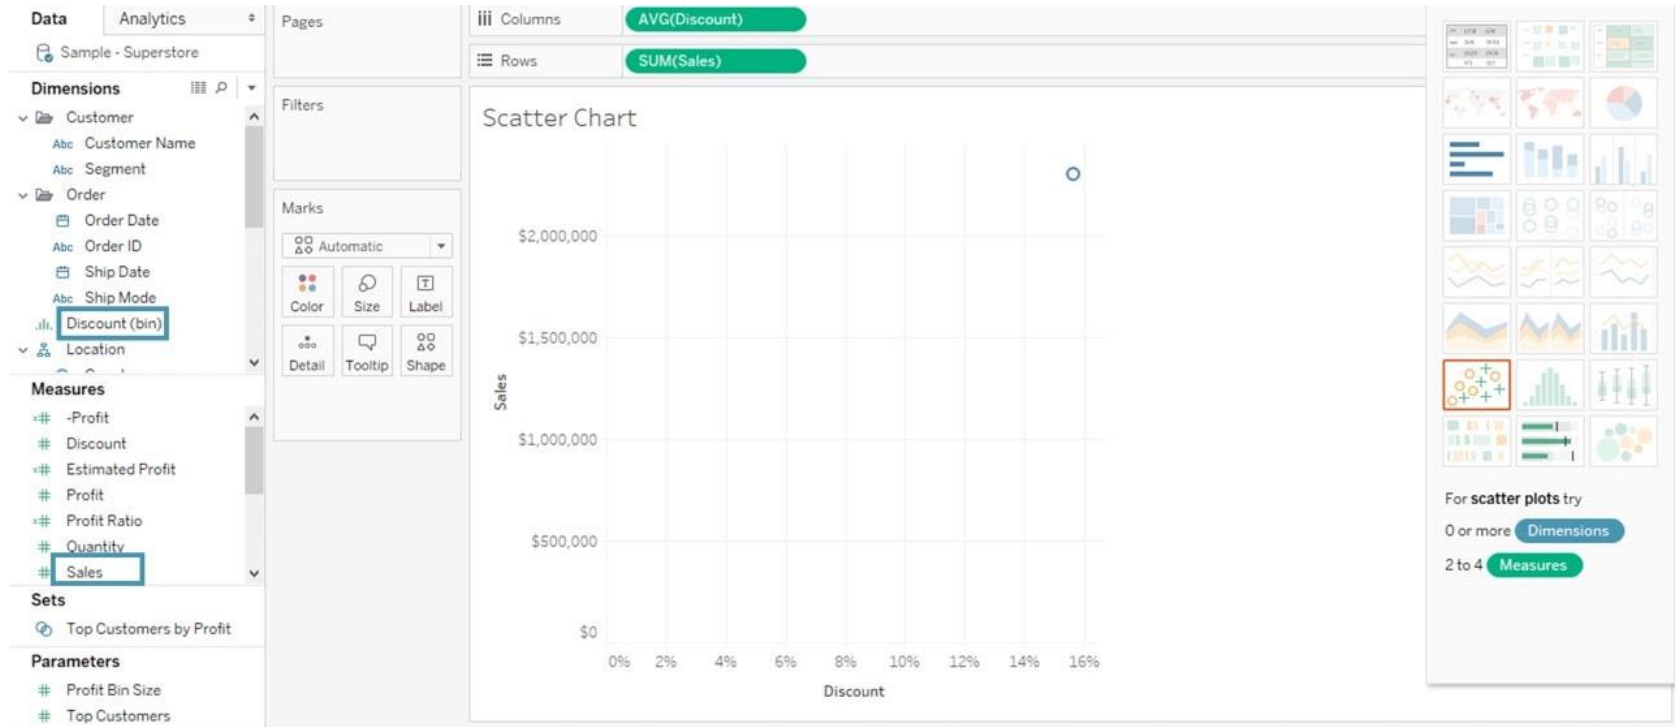 Data
Analytics
Sample - Superstore
Dimensions
Customer
Abc Customer Name
Abc Segment
Order
Order Date
Abc Order ID
Ship Date
Abc Ship Mode
Discount (bin)
Location
Measures
-Profit
Discount
Estimated Profit
Profit
Profit Ratio
Quantity
Sales
Sets
Top Customers by Profit
Parameters
Profit Bin Size
Top Customers
Pages
Filters
Marks
Automatic
Color
Size
Label
Detail
Tooltip
Shape
Columns
AVG(Discount)
Rows
SUM(Sales)
Scatter Chart
$2,000,000
$1,500,000
Sales
$1,000,000
$500,000
$0
0% 2% 4% 6% 8% 10% 12% 14% 16%
Discount
For scatter plots try
0 or more Dimensions
2 to 4 Measures